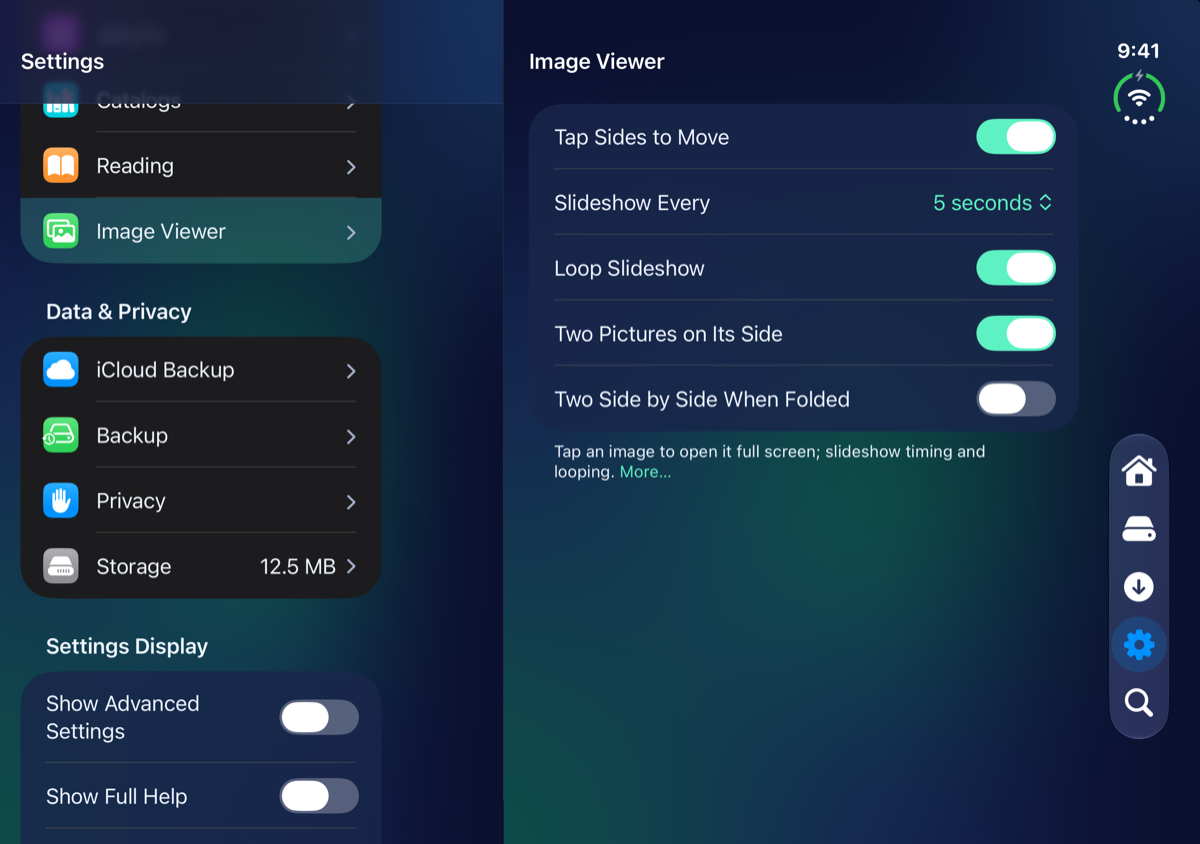 Settings
Catalogs
Reading
Image Viewer
Data & Privacy
iCloud Backup
Backup
Privacy
Storage 12.5 MB
Settings Display
Show Advanced
Settings
Show Full Help
Image Viewer
Tap Sides to Move
Slideshow Every 5 seconds
Loop Slideshow
Two Pictures on Its Side
Two Side by Side When Folded
Tap an image to open it full screen; slideshow timing and
looping. More...
9:41